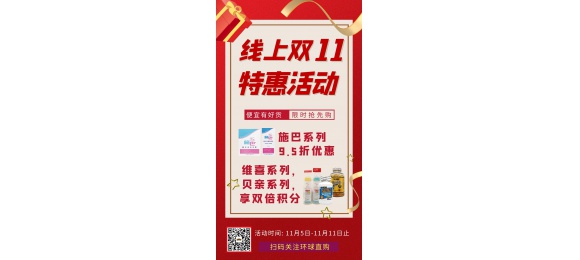 线上双11
特惠活动
便宜有好货 限时抢先购
施巴系列
9.5折优惠
维喜系列，
贝亲系列，
享双倍积分
活动时间：11月5日-11月11日止
扫码关注环球直购